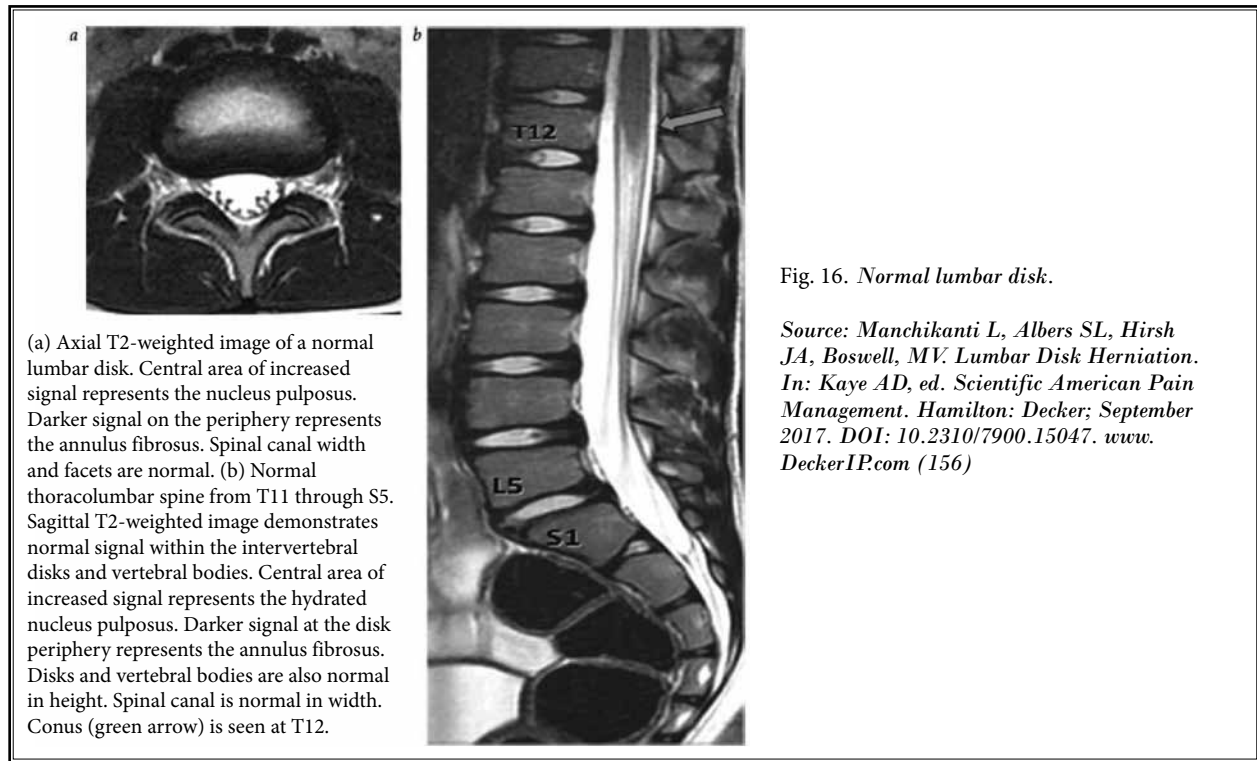 a
b
T12
L5
S1
(a) Axial T2-weighted image of a normal
lumbar disk. Central area of increased
signal represents the nucleus pulposus.
Darker signal on the periphery represents
the annulus fibrosus. Spinal canal width
and facets are normal. (b) Normal
thoracolumbar spine from T11 through S5.
Sagittal T2-weighted image demonstrates
normal signal within the intervertebral
disks and vertebral bodies. Central area of
increased signal represents the hydrated
nucleus pulposus. Darker signal at the disk
periphery represents the annulus fibrosus.
Disks and vertebral bodies are also normal
in height. Spinal canal is normal in width.
Conus (green arrow) is seen at T12.
Fig. 16. Normal lumbar disk.
Source: Manchikanti L, Albers SL, Hirsh
JA, Boswell, MV. Lumbar Disk Herniation.
In: Kaye AD, ed. Scientific American Pain
Management. Hamilton: Decker; September
2017. DOI: 10.2310/7900.15047. www.
DeckerIP.com (156)